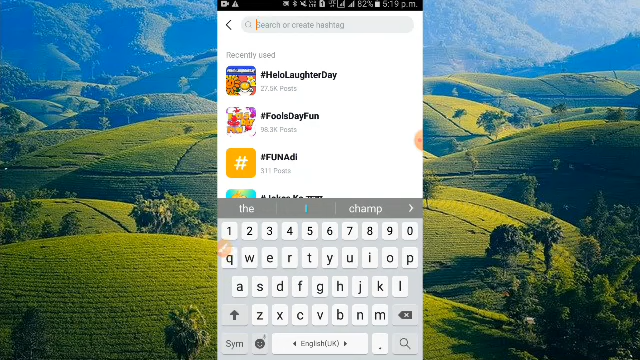 82% 5:19 p.m.
Search or create hashtag
Recently used
#HeloLaughterDay
27.5K Posts
#FoolsDayFun
98.3K Posts
#FUNAdi
311 Posts
the i champ
1 2 3 4 5 6 7 8 9 0
q w e r t y u i o p
a s d f g h j k l
z x c v b n m
Sym English(UK) .